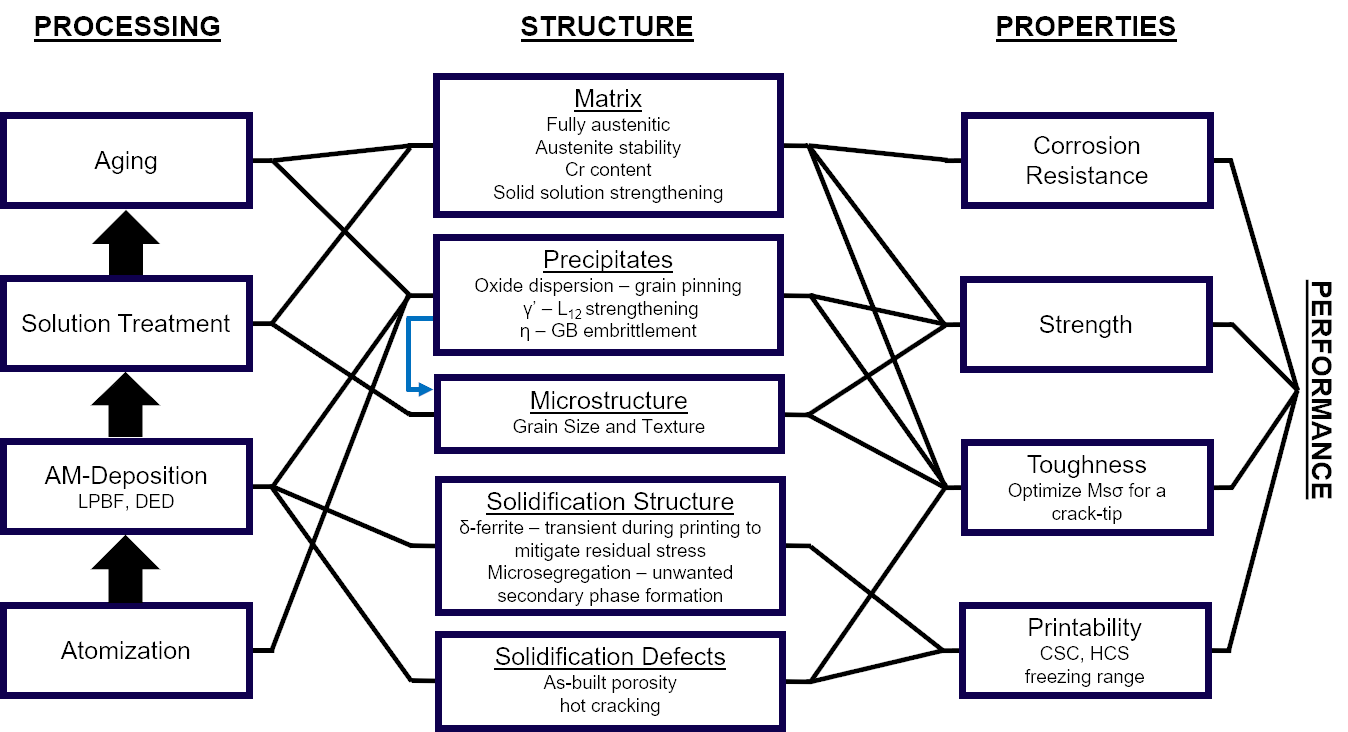 PROCESSING
STRUCTURE
PROPERTIES
Aging
Solution Treatment
AM-Deposition
LPBF, DED
Atomization
Matrix
Fully austenitic
Austenite stability
Cr content
Solid solution strengthening
Precipitates
Oxide dispersion – grain pinning
γ’ – L12 strengthening
η – GB embrittlement
Microstructure
Grain Size and Texture
Solidification Structure
δ-ferrite – transient during printing to
mitigate residual stress
Microsegregation – unwanted
secondary phase formation
Solidification Defects
As-built porosity
hot cracking
Corrosion
Resistance
Strength
Toughness
Optimize Msσ for a
crack-tip
Printability
CSC, HCS
freezing range
PERFORMANCE